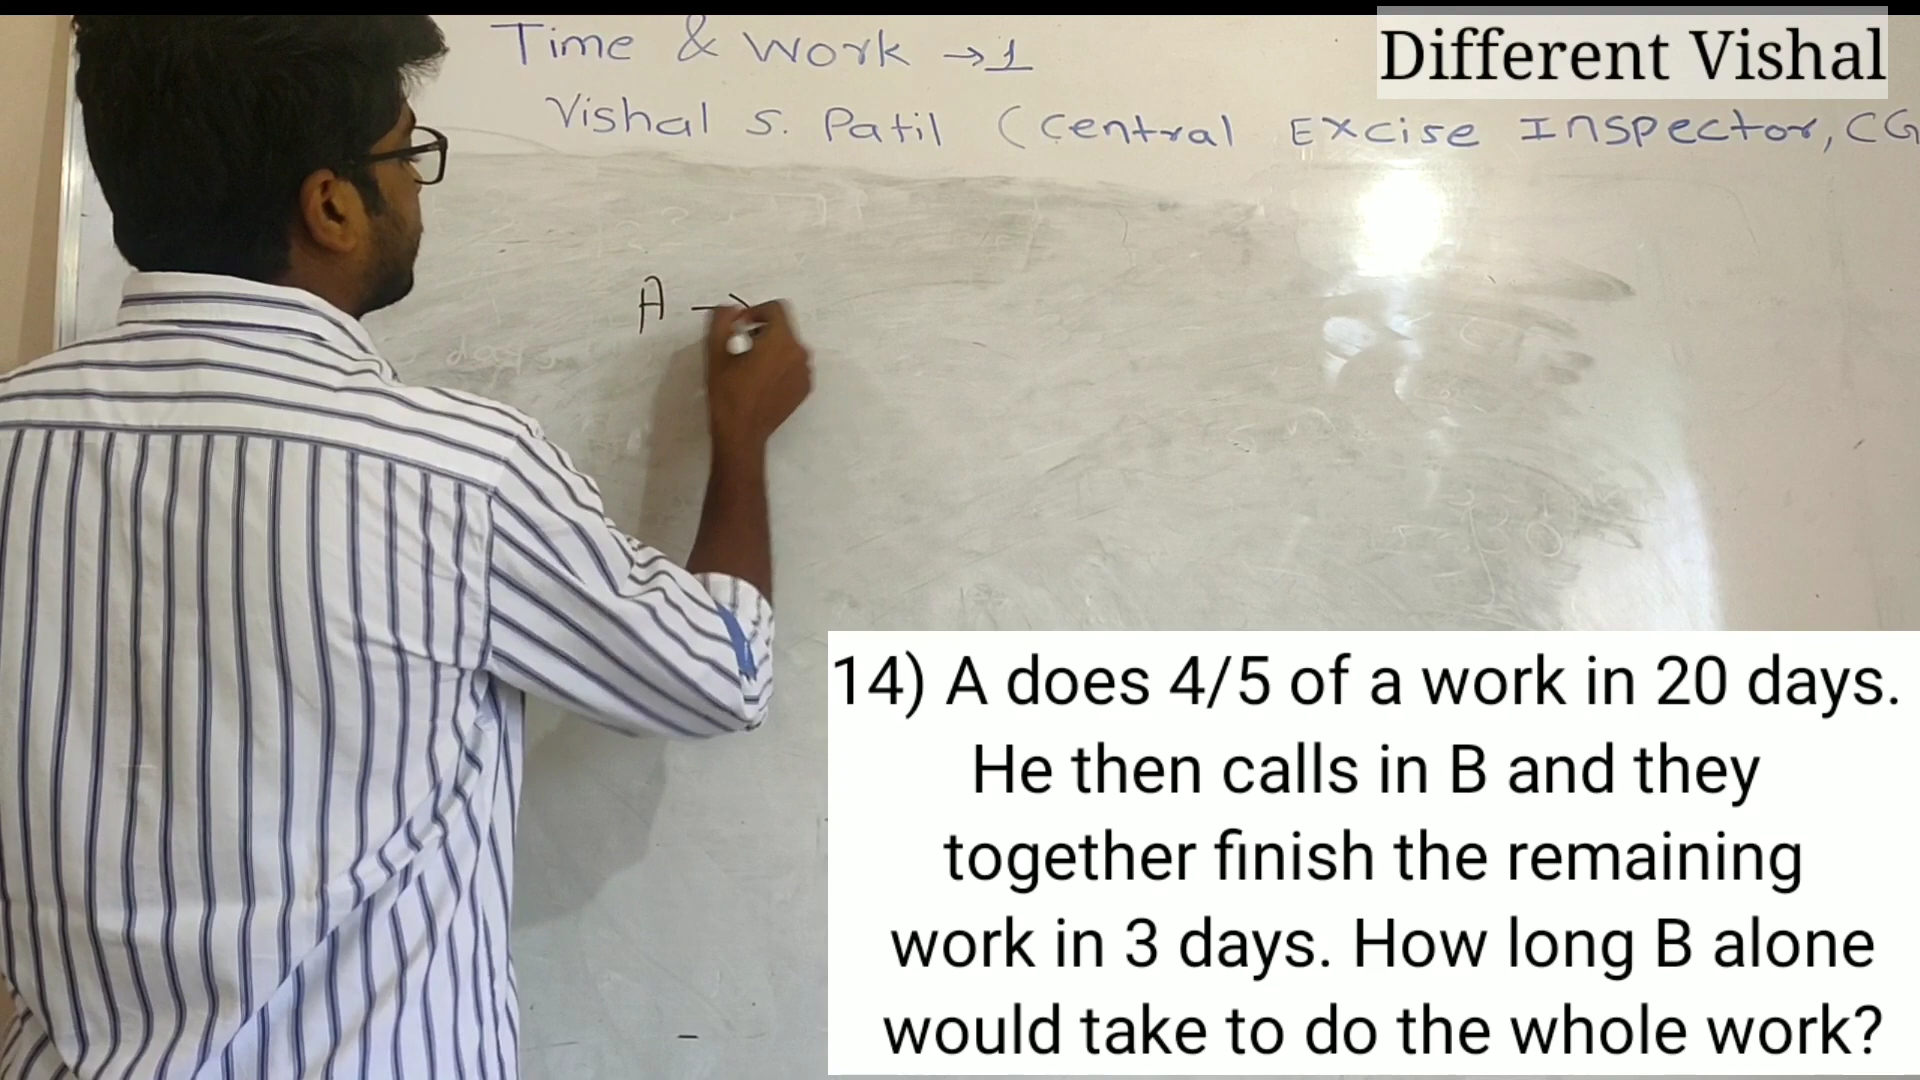 Time & Work →1
Different Vishal
Vishal S. Patil (Central Excise Inspector, CG
A →
days
14) A does 4/5 of a work in 20 days.
He then calls in B and they
together finish the remaining
work in 3 days. How long B alone
would take to do the whole work?